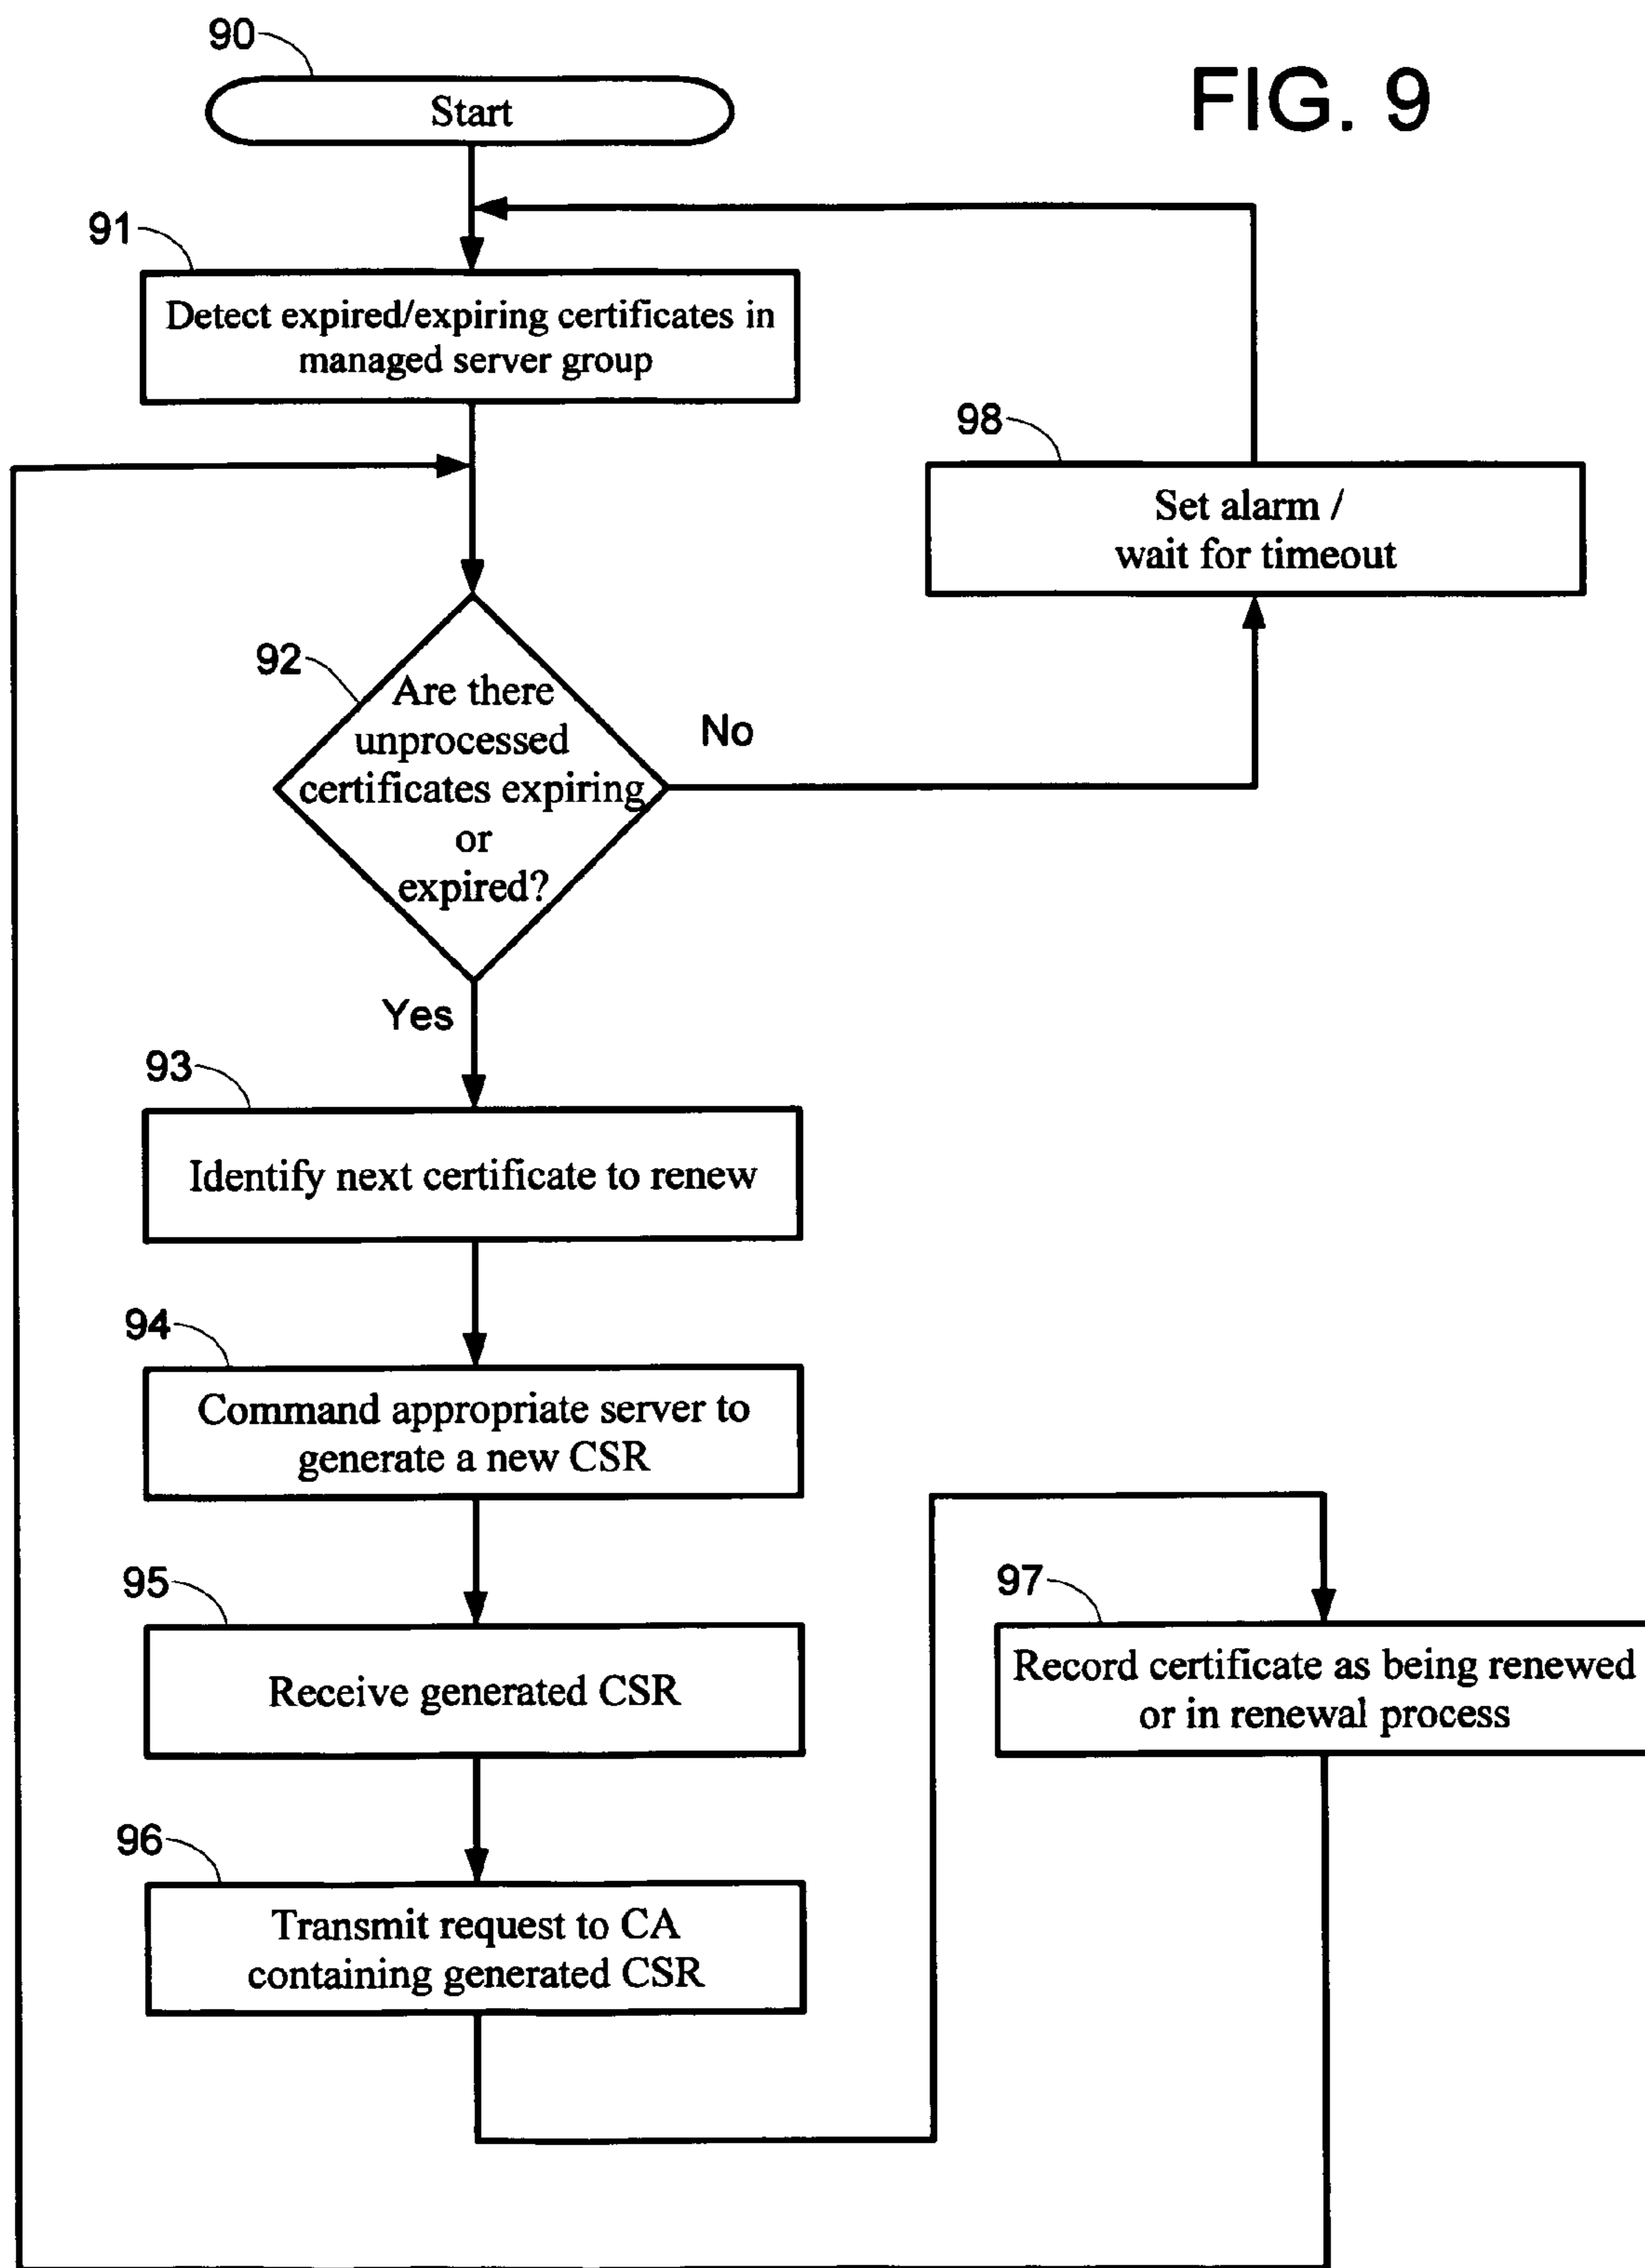 FIG. 9
90
Start
91
Detect expired/expiring certificates in
managed server group
98
Set alarm /
wait for timeout
92
Are there
unprocessed
certificates expiring
or
expired?
No
Yes
93
Identify next certificate to renew
94
Command appropriate server to
generate a new CSR
95
Receive generated CSR
97
Record certificate as being renewed
or in renewal process
96
Transmit request to CA
containing generated CSR